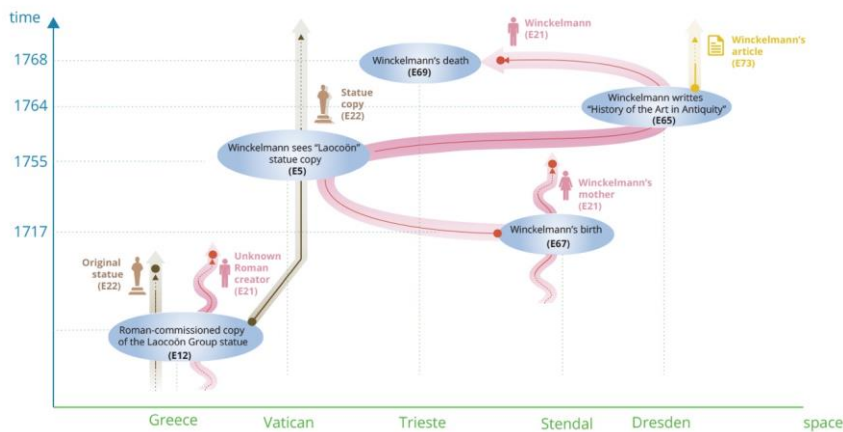 time
1768
1764
1755
1717
Winckelmann
(E21)
Winckelmann's death
(E69)
Winckelmann's
article
(E73)
Statue
copy
(E22)
Winckelmann writtes
"History of the Art in Antiquity"
(E65)
Winckelmann sees "Laocoön"
statue copy
(E5)
Winckelmann's
mother
(E21)
Winckelmann's birth
(E67)
Original
statue
(E22)
Unknown
Roman
creator
(E21)
Roman-commissioned copy
of the Laocoön Group statue
(E12)
Greece
Vatican
Trieste
Stendal
Dresden
space